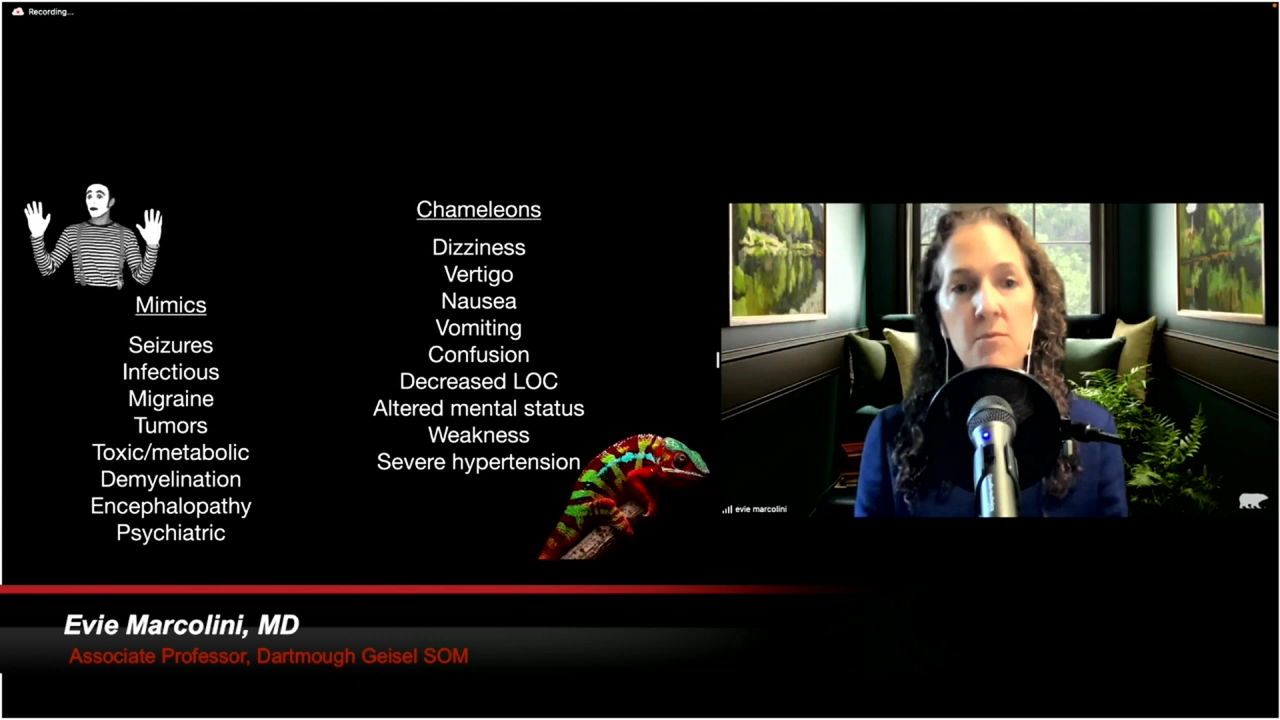 Recording...
Mimics
Seizures
Infectious
Migraine
Tumors
Toxic/metabolic
Demyelination
Encephalopathy
Psychiatric
Chameleons
Dizziness
Vertigo
Nausea
Vomiting
Confusion
Decreased LOC
Altered mental status
Weakness
Severe hypertension
evie marcolini
Evie Marcolini, MD
Associate Professor, Dartmough Geisel SOM